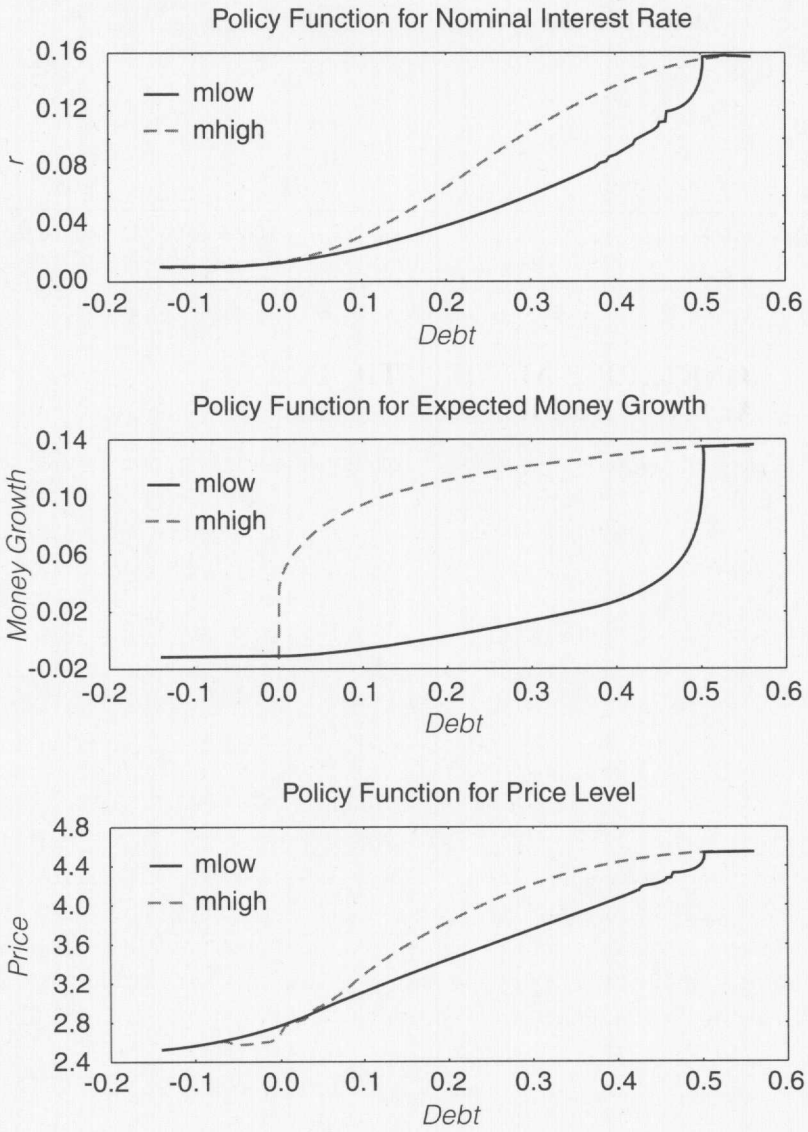 Policy Function for Nominal Interest Rate
0.16
0.12
0.08
0.04
0.00
r
mlow
mhigh
-0.2 -0.1 0.0 0.1 0.2 0.3 0.4 0.5 0.6
Debt
Policy Function for Expected Money Growth
0.14
0.10
0.06
0.02
-0.02
Money Growth
mlow
mhigh
-0.2 -0.1 0.0 0.1 0.2 0.3 0.4 0.5 0.6
Debt
Policy Function for Price Level
4.8
4.4
4.0
3.6
3.2
2.8
2.4
Price
mlow
mhigh
-0.2 -0.1 0.0 0.1 0.2 0.3 0.4 0.5 0.6
Debt